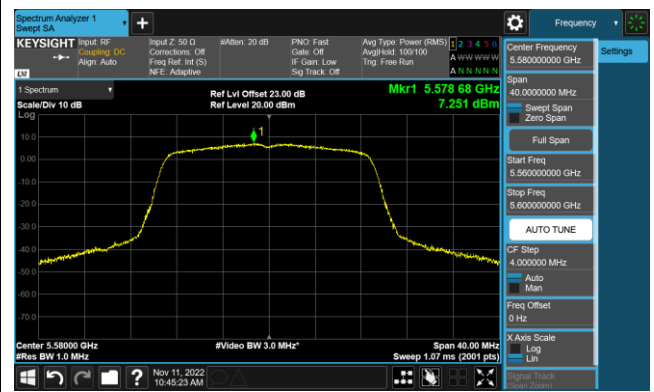 Spectrum Analyzer 1
Swept SA
Frequency
KEYSIGHT
Input: RF
Coupling: DC
Align: Auto
Input Z: 50 Ω
Corrections: Off
Freq Ref: Int (S)
NFE: Adaptive
#Atten: 20 dB
PNO: Fast
Gate: Off
IF Gain: Low
Sig Track: Off
Avg Type: Power (RMS)
Avg|Hold: 100/100
Trig: Free Run
1 2 3 4 5 6
A W W W W W
A N N N N N
LXI
1 Spectrum
Scale/Div 10 dB
Log
Ref Lvl Offset 23.00 dB
Ref Level 20.00 dBm
Mkr1 5.578 68 GHz
7.251 dBm
1
10.0
0.00
-10.0
-20.0
-30.0
-40.0
-50.0
-60.0
-70.0
Center 5.58000 GHz
#Res BW 1.0 MHz
#Video BW 3.0 MHz*
Span 40.00 MHz
Sweep 1.07 ms (2001 pts)
Nov 11, 2022
10:45:23 AM
Center Frequency
5.580000000 GHz
Settings
Span
40.0000000 MHz
Swept Span
Zero Span
Full Span
Start Freq
5.560000000 GHz
Stop Freq
5.600000000 GHz
AUTO TUNE
CF Step
4.000000 MHz
Auto
Man
Freq Offset
0 Hz
X Axis Scale
Log
Lin
Signal Track
(Span Zoom)